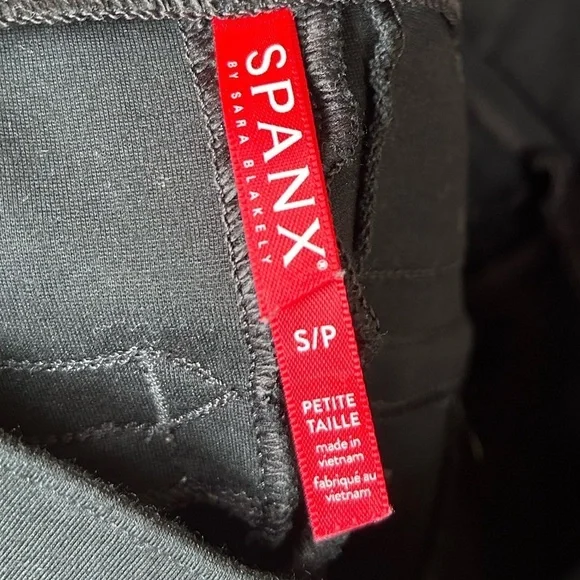 SPANX®
BY SARA BLAKELY
S/P
PETITE
TAILLE
made in
vietnam
fabriqué au
vietnam